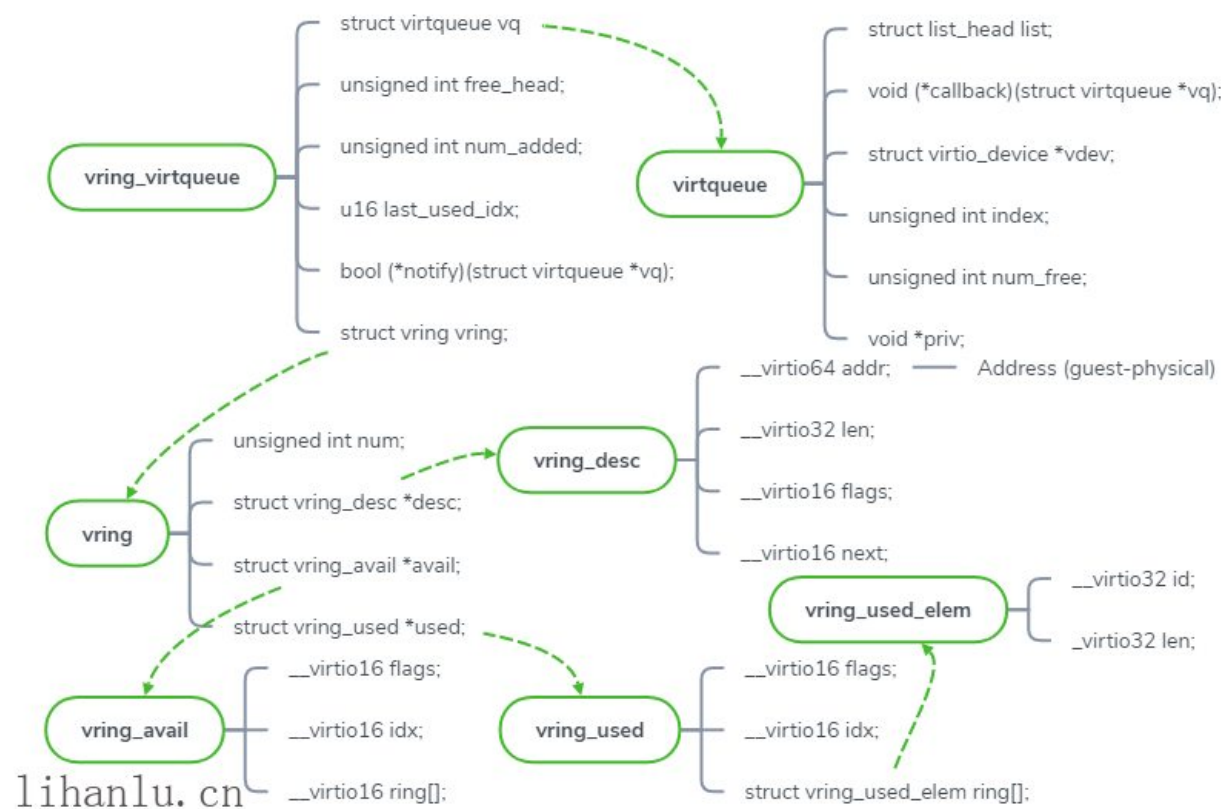 vring_virtqueue
struct virtqueue vq
unsigned int free_head;
unsigned int num_added;
u16 last_used_idx;
bool (*notify)(struct virtqueue *vq);
struct vring vring;
virtqueue
struct list_head list;
void (*callback)(struct virtqueue *vq);
struct virtio_device *vdev;
unsigned int index;
unsigned int num_free;
void *priv;
vring
unsigned int num;
struct vring_desc *desc;
struct vring_avail *avail;
struct vring_used *used;
vring_desc
__virtio64 addr;
Address (guest-physical)
__virtio32 len;
__virtio16 flags;
__virtio16 next;
vring_used_elem
__virtio32 id;
_virtio32 len;
vring_avail
__virtio16 flags;
__virtio16 idx;
__virtio16 ring[];
vring_used
__virtio16 flags;
__virtio16 idx;
struct vring_used_elem ring[];
lihanlu.cn